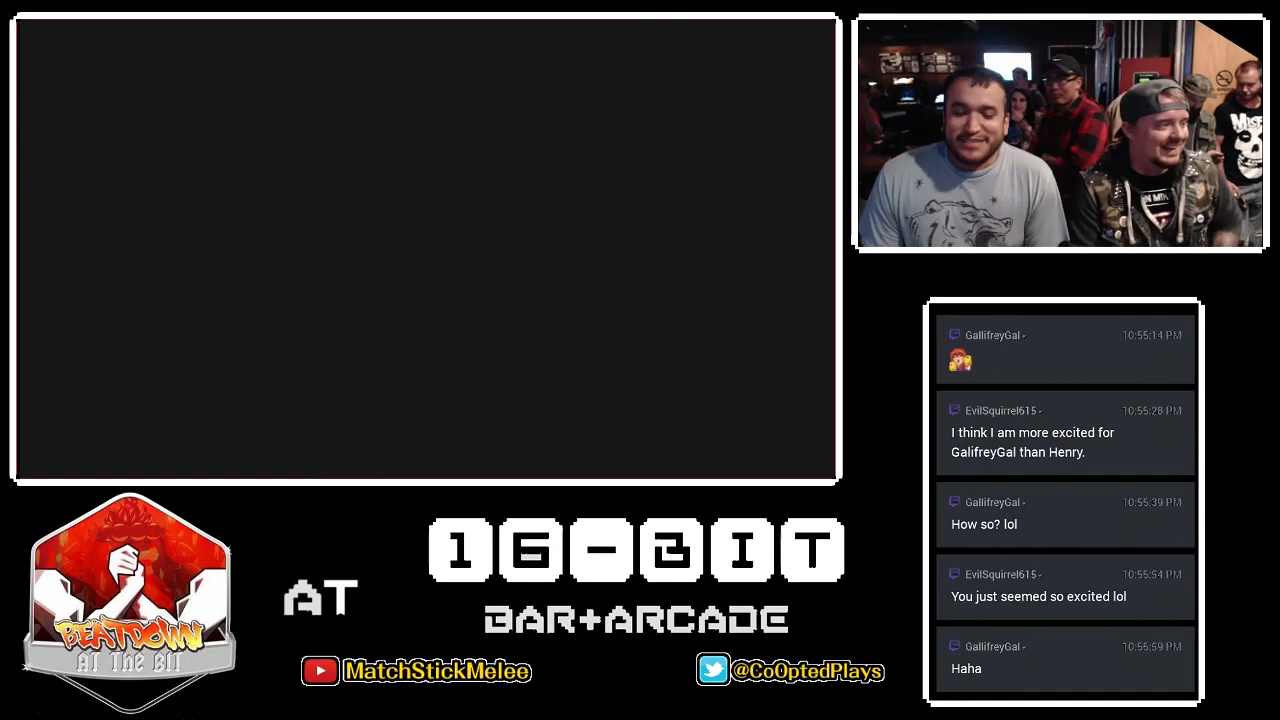 MISF
GallifreyGal- 10:55:14 PM
EvilSquirrel615- 10:55:28 PM
I think I am more excited for
GalifreyGal than Henry.
GallifreyGal- 10:55:39 PM
How so? lol
EvilSquirrel615- 10:55:54 PM
You just seemed so excited lol
GallifreyGal- 10:55:59 PM
Haha
BEATDOWN
AT THE BIT
AT
16-BIT
BAR+ARCADE
MatchStickMelee
@CoOptedPlays